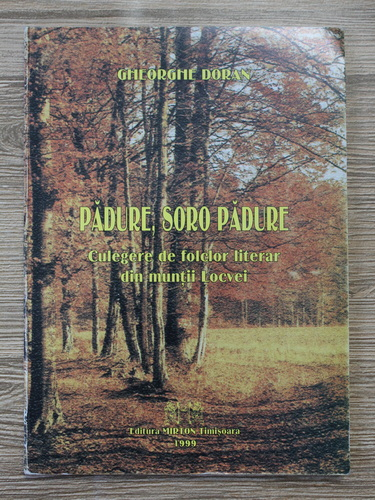 GHEORGHE DORAN
PĂDURE, SORO PĂDURE
Culegere de folclor literar
din munții Locvei
Editura MIRTON Timișoara
1999